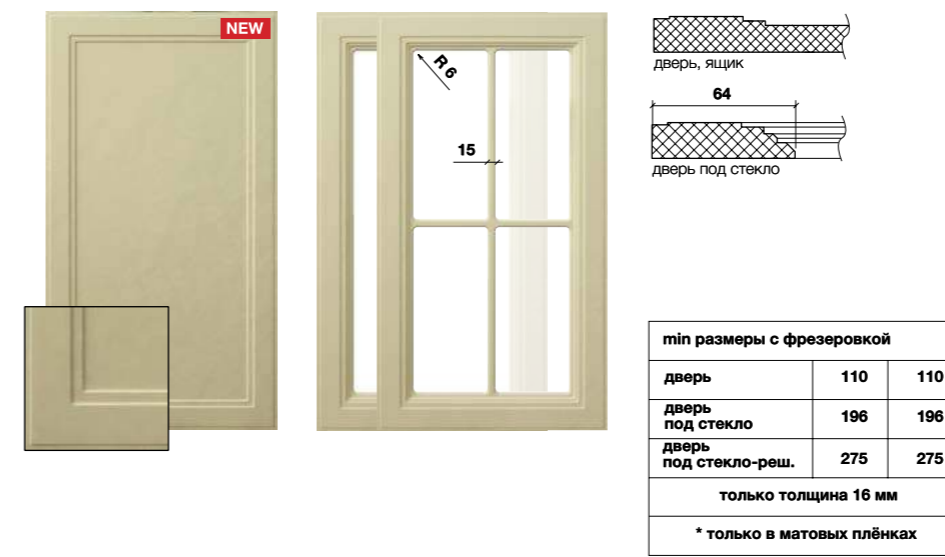 NEW
R 6
15
дверь, ящик
64
дверь под стекло
min размеры с фрезеровкой
дверь 110 110
дверь
под стекло 196 196
дверь
под стекло-реш. 275 275
только толщина 16 мм
* только в матовых плёнках